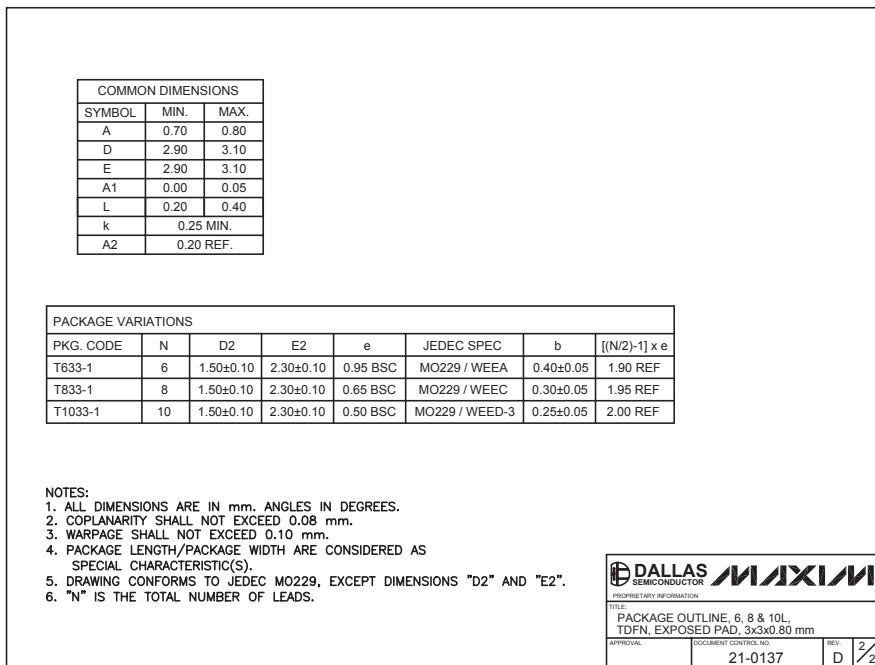 COMMON DIMENSIONS
SYMBOL MIN. MAX.
A 0.70 0.80
D 2.90 3.10
E 2.90 3.10
A1 0.00 0.05
L 0.20 0.40
k 0.25 MIN.
A2 0.20 REF.
PACKAGE VARIATIONS
PKG. CODE N D2 E2 e JEDEC SPEC b [(N/2)-1] x e
T633-1 6 1.50±0.10 2.30±0.10 0.95 BSC MO229 / WEEA 0.40±0.05 1.90 REF
T833-1 8 1.50±0.10 2.30±0.10 0.65 BSC MO229 / WEEC 0.30±0.05 1.95 REF
T1033-1 10 1.50±0.10 2.30±0.10 0.50 BSC MO229 / WEED-3 0.25±0.05 2.00 REF
NOTES:
1. ALL DIMENSIONS ARE IN mm. ANGLES IN DEGREES.
2. COPLANARITY SHALL NOT EXCEED 0.08 mm.
3. WARPAGE SHALL NOT EXCEED 0.10 mm.
4. PACKAGE LENGTH/PACKAGE WIDTH ARE CONSIDERED AS
SPECIAL CHARACTERISTIC(S).
5. DRAWING CONFORMS TO JEDEC MO229, EXCEPT DIMENSIONS "D2" AND "E2".
6. "N" IS THE TOTAL NUMBER OF LEADS.
DALLAS SEMICONDUCTOR MAXIM
PROPRIETARY INFORMATION
TITLE:
PACKAGE OUTLINE, 6, 8 & 10L,
TDFN, EXPOSED PAD, 3x3x0.80 mm
APPROVAL DOCUMENT CONTROL NO. REV.
21-0137 D 2/2